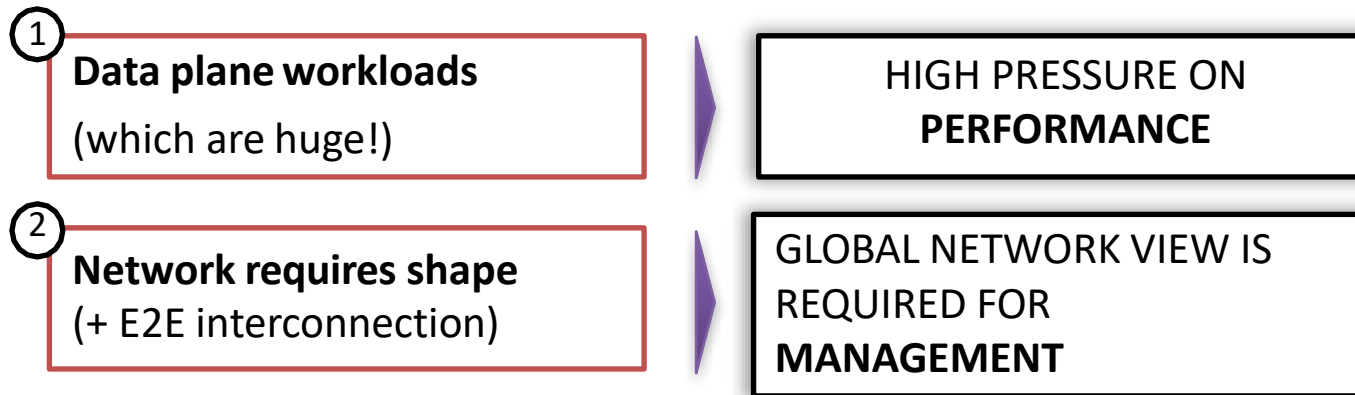 1
Data plane workloads
(which are huge!)
HIGH PRESSURE ON
PERFORMANCE
2
Network requires shape
(+ E2E interconnection)
GLOBAL NETWORK VIEW IS
REQUIRED FOR
MANAGEMENT